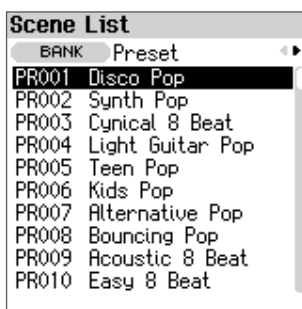 Scene List
BANK Preset
PR001 Disco Pop
PR002 Synth Pop
PR003 Cynical 8 Beat
PR004 Light Guitar Pop
PR005 Teen Pop
PR006 Kids Pop
PR007 Alternative Pop
PR008 Bouncing Pop
PR009 Acoustic 8 Beat
PR010 Easy 8 Beat